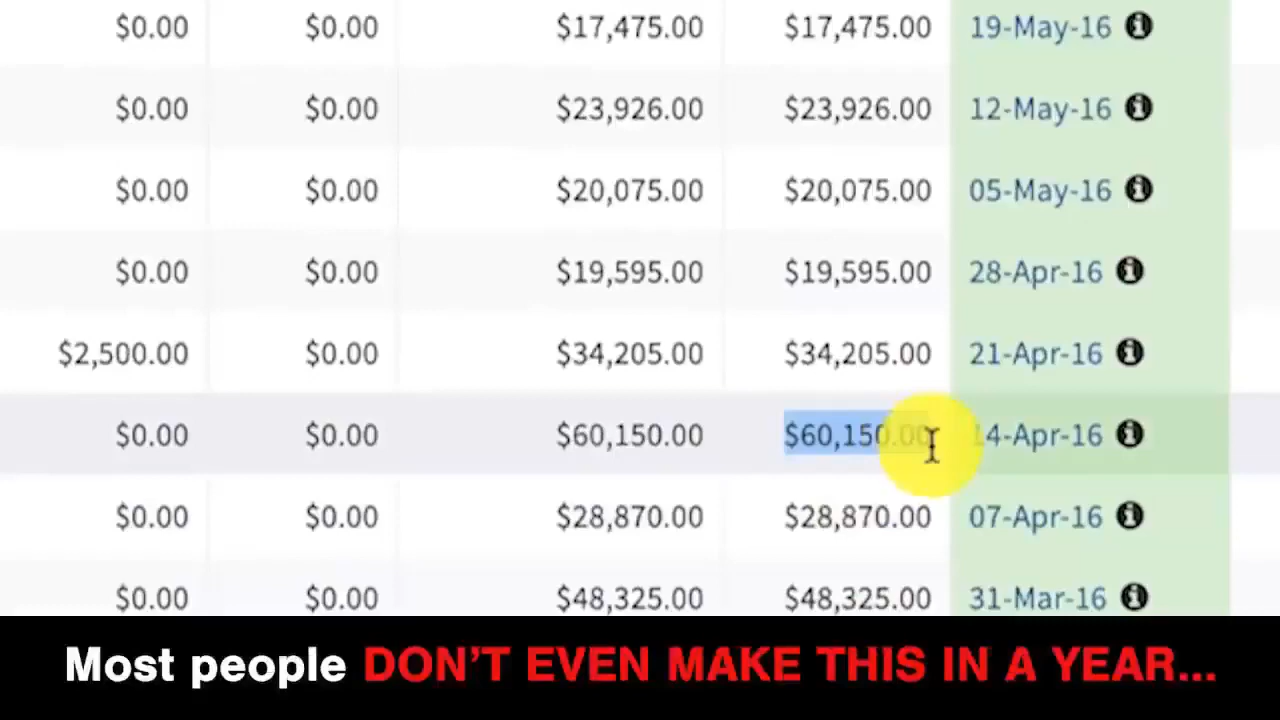 $0.00 $0.00 $17,475.00 $17,475.00 19-May-16
$0.00 $0.00 $23,926.00 $23,926.00 12-May-16
$0.00 $0.00 $20,075.00 $20,075.00 05-May-16
$0.00 $0.00 $19,595.00 $19,595.00 28-Apr-16
$2,500.00 $0.00 $34,205.00 $34,205.00 21-Apr-16
$0.00 $0.00 $60,150.00 $60,150.00 14-Apr-16
$0.00 $0.00 $28,870.00 $28,870.00 07-Apr-16
$0.00 $0.00 $48,325.00 $48,325.00 31-Mar-16
Most people DON'T EVEN MAKE THIS IN A YEAR...